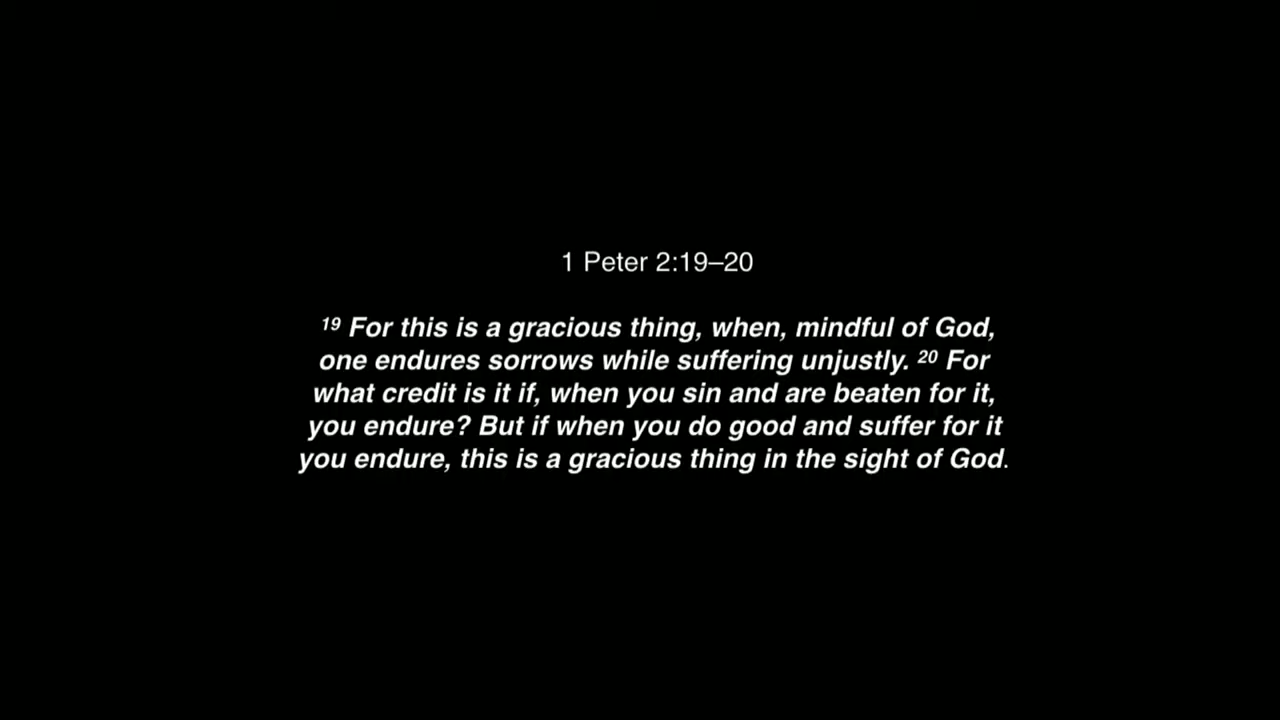 1 Peter 2:19–20
19 For this is a gracious thing, when, mindful of God,
one endures sorrows while suffering unjustly. 20 For
what credit is it if, when you sin and are beaten for it,
you endure? But if when you do good and suffer for it
you endure, this is a gracious thing in the sight of God.